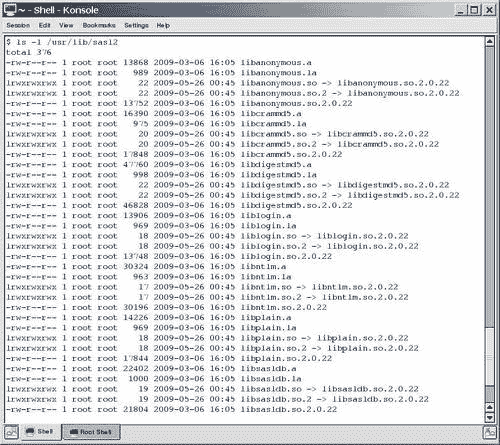 ~ - Shell - Konsole
Session Edit View Bookmarks Settings Help
$ ls -l /usr/lib/sasl2
total 376
-rw-r--r-- 1 root root 13868 2009-03-06 16:05 libanonymous.a
-rw-r--r-- 1 root root 989 2009-03-06 16:05 libanonymous.la
lrwxrwxrwx 1 root root 22 2009-05-26 00:45 libanonymous.so -> libanonymous.so.2.0.22
lrwxrwxrwx 1 root root 22 2009-05-26 00:45 libanonymous.so.2 -> libanonymous.so.2.0.22
-rw-r--r-- 1 root root 13752 2009-03-06 16:05 libanonymous.so.2.0.22
-rw-r--r-- 1 root root 16390 2009-03-06 16:05 libcrammd5.a
-rw-r--r-- 1 root root 975 2009-03-06 16:05 libcrammd5.la
lrwxrwxrwx 1 root root 20 2009-05-26 00:45 libcrammd5.so -> libcrammd5.so.2.0.22
lrwxrwxrwx 1 root root 20 2009-05-26 00:45 libcrammd5.so.2 -> libcrammd5.so.2.0.22
-rw-r--r-- 1 root root 17848 2009-03-06 16:05 libcrammd5.so.2.0.22
-rw-r--r-- 1 root root 47760 2009-03-06 16:05 libdigestmd5.a
-rw-r--r-- 1 root root 998 2009-03-06 16:05 libdigestmd5.la
lrwxrwxrwx 1 root root 22 2009-05-26 00:45 libdigestmd5.so -> libdigestmd5.so.2.0.22
lrwxrwxrwx 1 root root 22 2009-05-26 00:45 libdigestmd5.so.2 -> libdigestmd5.so.2.0.22
-rw-r--r-- 1 root root 46828 2009-03-06 16:05 libdigestmd5.so.2.0.22
-rw-r--r-- 1 root root 13906 2009-03-06 16:05 liblogin.a
-rw-r--r-- 1 root root 969 2009-03-06 16:05 liblogin.la
lrwxrwxrwx 1 root root 18 2009-05-26 00:45 liblogin.so -> liblogin.so.2.0.22
lrwxrwxrwx 1 root root 18 2009-05-26 00:45 liblogin.so.2 -> liblogin.so.2.0.22
-rw-r--r-- 1 root root 13748 2009-03-06 16:05 liblogin.so.2.0.22
-rw-r--r-- 1 root root 30324 2009-03-06 16:05 libntlm.a
-rw-r--r-- 1 root root 963 2009-03-06 16:05 libntlm.la
lrwxrwxrwx 1 root root 17 2009-05-26 00:45 libntlm.so -> libntlm.so.2.0.22
lrwxrwxrwx 1 root root 17 2009-05-26 00:45 libntlm.so.2 -> libntlm.so.2.0.22
-rw-r--r-- 1 root root 30196 2009-03-06 16:05 libntlm.so.2.0.22
-rw-r--r-- 1 root root 14226 2009-03-06 16:05 libplain.a
-rw-r--r-- 1 root root 969 2009-03-06 16:05 libplain.la
lrwxrwxrwx 1 root root 18 2009-05-26 00:45 libplain.so -> libplain.so.2.0.22
lrwxrwxrwx 1 root root 18 2009-05-26 00:45 libplain.so.2 -> libplain.so.2.0.22
-rw-r--r-- 1 root root 17844 2009-03-06 16:05 libplain.so.2.0.22
-rw-r--r-- 1 root root 22402 2009-03-06 16:05 libsasldb.a
-rw-r--r-- 1 root root 1000 2009-03-06 16:05 libsasldb.la
lrwxrwxrwx 1 root root 19 2009-05-26 00:45 libsasldb.so -> libsasldb.so.2.0.22
lrwxrwxrwx 1 root root 19 2009-05-26 00:45 libsasldb.so.2 -> libsasldb.so.2.0.22
-rw-r--r-- 1 root root 21804 2009-03-06 16:05 libsasldb.so.2.0.22
Shell Root Shell